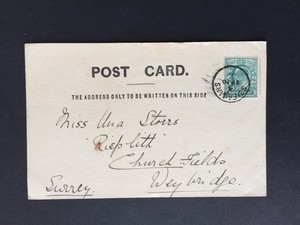 POST CARD.
THE ADDRESS ONLY TO BE WRITTEN ON THIS SIDE
Miss Una Storrs
Church Fields
Surrey. Weybridge.